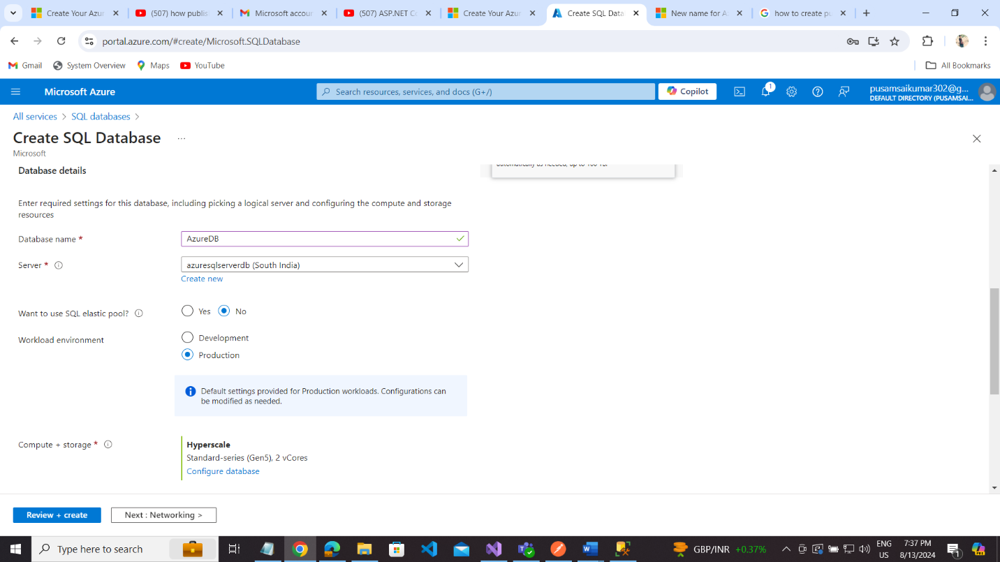 Create Your Azur
(507) how publis
Microsoft accoun
(507) ASP.NET Co
Create Your Azur
Create SQL Data
New name for A
how to create pu
portal.azure.com/#create/Microsoft.SQLDatabase
Gmail
System Overview
Maps
YouTube
All Bookmarks
Microsoft Azure
Search resources, services, and docs (G+/)
Copilot
1
pusamsaikumar302@g...
DEFAULT DIRECTORY (PUSAMSAI...
All services > SQL databases >
Create SQL Database ...
Microsoft
Database details
Enter required settings for this database, including picking a logical server and configuring the compute and storage
resources
Database name *
AzureDB
Server *
azuresqlserverdb (South India)
Create new
Want to use SQL elastic pool?
Yes
No
Workload environment
Development
Production
Default settings provided for Production workloads. Configurations can
be modified as needed.
Compute + storage *
Hyperscale
Standard-series (Gen5), 2 vCores
Configure database
Review + create
Next : Networking >
Type here to search
GBP/INR +0.37%
ENG
US
7:37 PM
8/13/2024
1